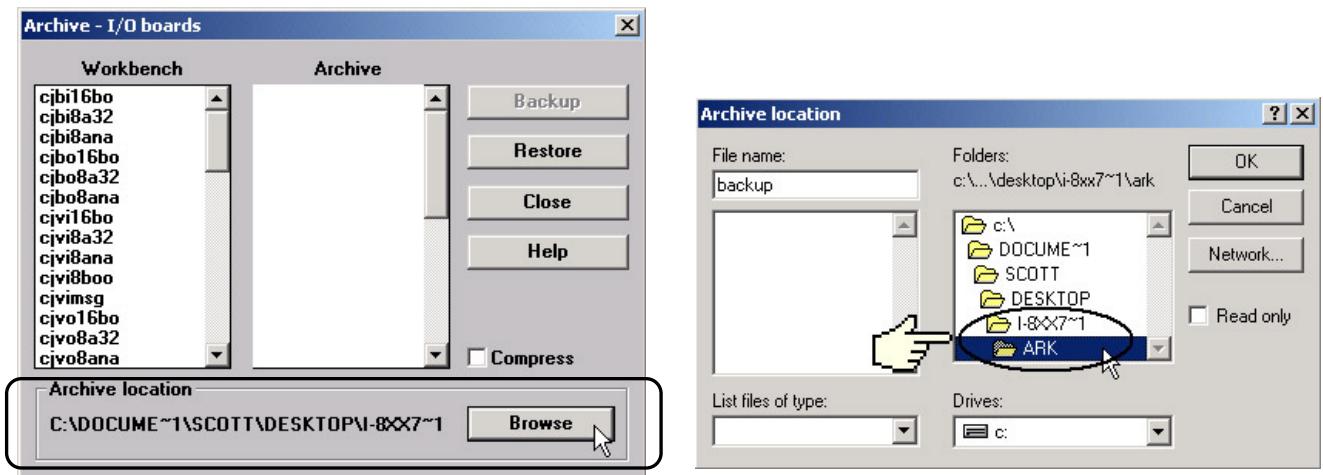 Archive - I/O boards
Workbench
Archive
cjbi16bo
cjbi8a32
cjbi8ana
cjbo16bo
cjbo8a32
cjbo8ana
cjvi16bo
cjvi8a32
cjvi8ana
cjvi8boo
cjvimsg
cjvo16bo
cjvo8a32
cjvo8ana
Backup
Restore
Close
Help
Compress
Archive location
C:\DOCUME~1\SCOTT\DESKTOP\I-8XX7~1
Browse
Archive location
File name:
backup
List files of type:
Folders:
c:\...\desktop\i-8xx7~1\ark
c:\
DOCUME~1
SCOTT
DESKTOP
I-8XX7~1
ARK
Drives:
c:
OK
Cancel
Network...
Read only